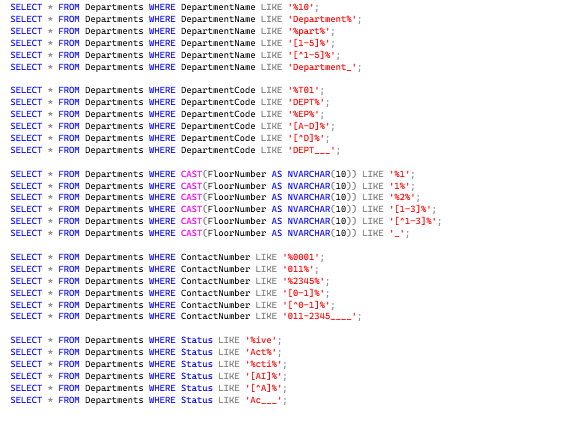 SELECT * FROM Departments WHERE DepartmentName LIKE '%10';
SELECT * FROM Departments WHERE DepartmentName LIKE 'Department%';
SELECT * FROM Departments WHERE DepartmentName LIKE '%part%';
SELECT * FROM Departments WHERE DepartmentName LIKE '[1-5]%';
SELECT * FROM Departments WHERE DepartmentName LIKE '[^1-5]%';
SELECT * FROM Departments WHERE DepartmentName LIKE 'Department_';

SELECT * FROM Departments WHERE DepartmentCode LIKE '%T01';
SELECT * FROM Departments WHERE DepartmentCode LIKE 'DEPT%';
SELECT * FROM Departments WHERE DepartmentCode LIKE '%EP%';
SELECT * FROM Departments WHERE DepartmentCode LIKE '[A-D]%';
SELECT * FROM Departments WHERE DepartmentCode LIKE '[^D]%';
SELECT * FROM Departments WHERE DepartmentCode LIKE 'DEPT___';

SELECT * FROM Departments WHERE CAST(FloorNumber AS NVARCHAR(10)) LIKE '%1';
SELECT * FROM Departments WHERE CAST(FloorNumber AS NVARCHAR(10)) LIKE '1%';
SELECT * FROM Departments WHERE CAST(FloorNumber AS NVARCHAR(10)) LIKE '%2%';
SELECT * FROM Departments WHERE CAST(FloorNumber AS NVARCHAR(10)) LIKE '[1-3]%';
SELECT * FROM Departments WHERE CAST(FloorNumber AS NVARCHAR(10)) LIKE '[^1-3]%';
SELECT * FROM Departments WHERE CAST(FloorNumber AS NVARCHAR(10)) LIKE '_';

SELECT * FROM Departments WHERE ContactNumber LIKE '%0001';
SELECT * FROM Departments WHERE ContactNumber LIKE '011%';
SELECT * FROM Departments WHERE ContactNumber LIKE '%2345%';
SELECT * FROM Departments WHERE ContactNumber LIKE '[0-1]%';
SELECT * FROM Departments WHERE ContactNumber LIKE '[^0-1]%';
SELECT * FROM Departments WHERE ContactNumber LIKE '011-2345____';

SELECT * FROM Departments WHERE Status LIKE '%ive';
SELECT * FROM Departments WHERE Status LIKE 'Act%';
SELECT * FROM Departments WHERE Status LIKE '%cti%';
SELECT * FROM Departments WHERE Status LIKE '[AI]%';
SELECT * FROM Departments WHERE Status LIKE '[^A]%';
SELECT * FROM Departments WHERE Status LIKE 'Ac___';